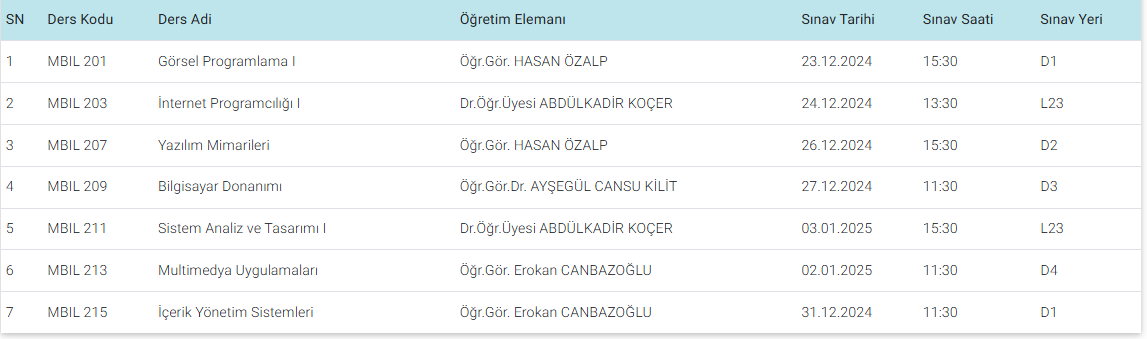 SN Ders Kodu Ders Adi Öğretim Elemanı Sınav Tarihi Sınav Saati Sınav Yeri
1 MBIL 201 Görsel Programlama I Öğr.Gör. HASAN ÖZALP 23.12.2024 15:30 D1
2 MBIL 203 İnternet Programcılığı I Dr.Öğr.Üyesi ABDÜLKADİR KOÇER 24.12.2024 13:30 L23
3 MBIL 207 Yazılım Mimarileri Öğr.Gör. HASAN ÖZALP 26.12.2024 15:30 D2
4 MBIL 209 Bilgisayar Donanımı Öğr.Gör.Dr. AYŞEGÜL CANSU KİLİT 27.12.2024 11:30 D3
5 MBIL 211 Sistem Analiz ve Tasarımı I Dr.Öğr.Üyesi ABDÜLKADİR KOÇER 03.01.2025 15:30 L23
6 MBIL 213 Multimedya Uygulamaları Öğr.Gör. Erokan CANBAZOĞLU 02.01.2025 11:30 D4
7 MBIL 215 İçerik Yönetim Sistemleri Öğr.Gör. Erokan CANBAZOĞLU 31.12.2024 11:30 D1